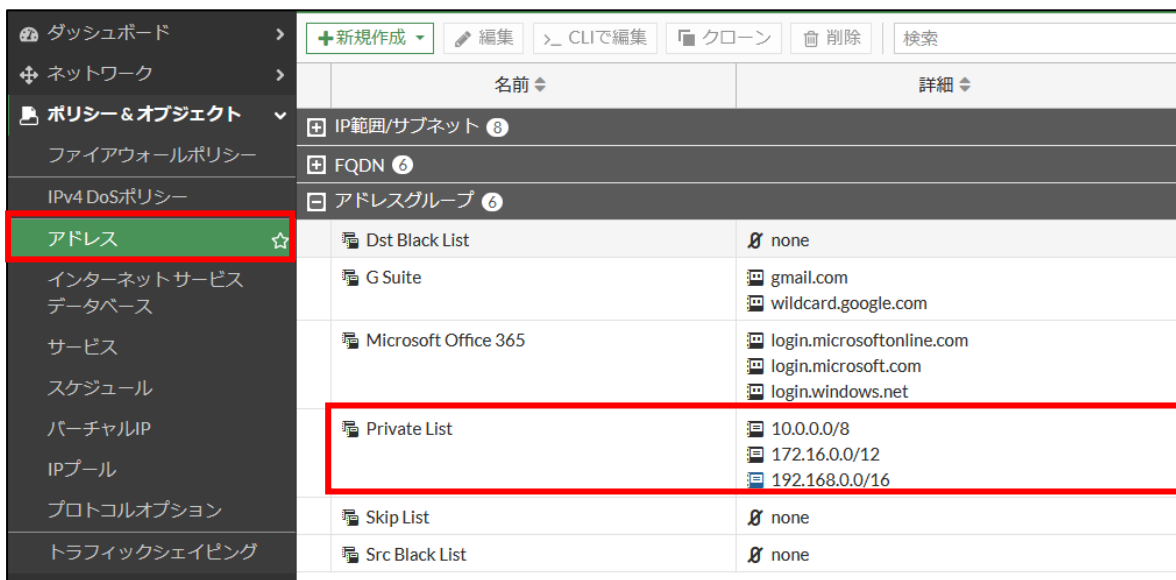 ダッシュボード
ネットワーク
ポリシー&オブジェクト
ファイアウォールポリシー
IPv4 DoSポリシー
アドレス
インターネットサービス
データベース
サービス
スケジュール
バーチャルIP
IPプール
プロトコルオプション
トラフィックシェイピング
+新規作成 編集 >_ CLIで編集 クローン 削除 検索
名前 詳細
IP範囲/サブネット 8
FQDN 6
アドレスグループ 6
Dst Black List none
G Suite gmail.com
wildcard.google.com
Microsoft Office 365 login.microsoftonline.com
login.microsoft.com
login.windows.net
Private List 10.0.0.0/8
172.16.0.0/12
192.168.0.0/16
Skip List none
Src Black List none